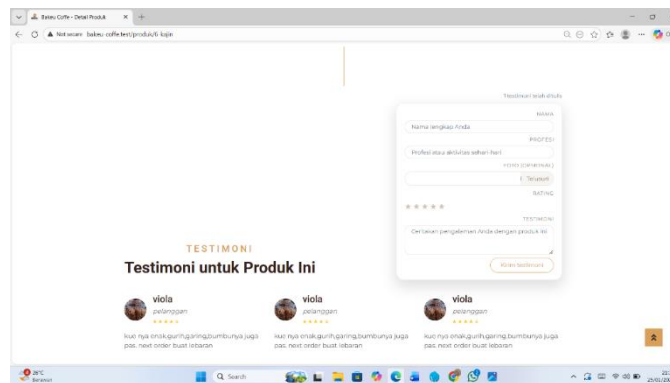 Bakeu Coffe - Detail Produk
Not secure bakeu-coffe.test/produk/6-kojin
Testimoni telah ditulis
NAMA
Nama lengkap Anda
PROFESI
Profesi atau aktivitas sehari-hari
FOTO (OPSIONAL)
RATING
TESTIMONI
Ceritakan pengalaman Anda dengan produk ini
Kirim testimoni
TESTIMONI
Testimoni untuk Produk Ini
viola
pelanggan
kue nya enak,gurih,garing,bumbunya juga
pas. next order buat lebaran
viola
pelanggan
kue nya enak,gurih,garing,bumbunya juga
pas. next order buat lebaran
viola
pelanggan
kue nya enak,gurih,garing,bumbunya juga
pas. next order buat lebaran
26°C
Berawan
Search